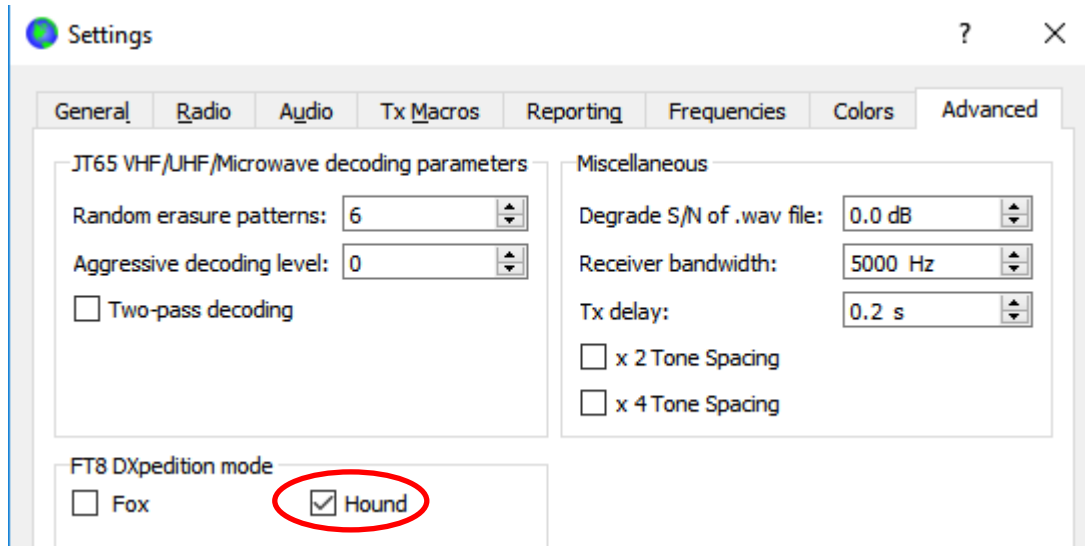 Settings
?
General Radio Audio Tx Macros Reporting Frequencies Colors Advanced
JT65 VHF/UHF/Microwave decoding parameters
Random erasure patterns: 6
Aggressive decoding level: 0
Two-pass decoding
Miscellaneous
Degrade S/N of .wav file: 0.0 dB
Receiver bandwidth: 5000 Hz
Tx delay: 0.2 s
x 2 Tone Spacing
x 4 Tone Spacing
FT8 DXpedition mode
Fox Hound